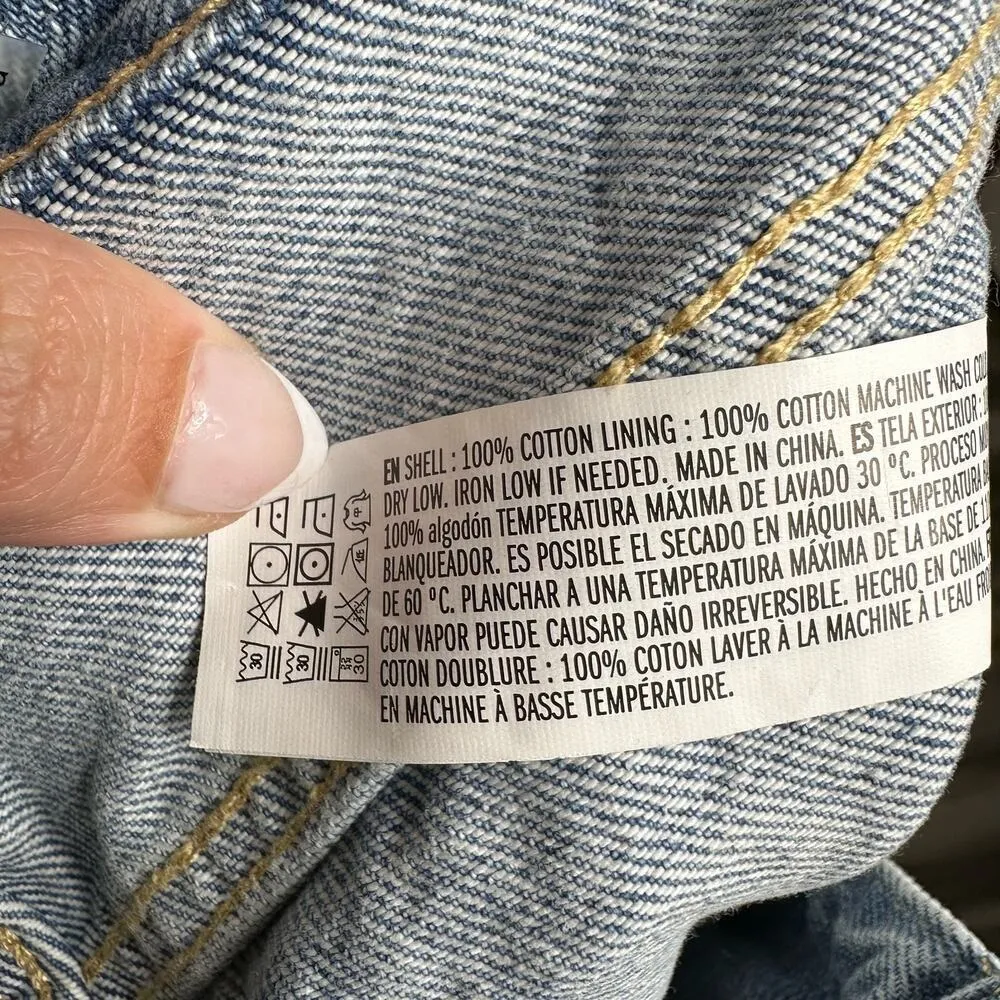 EN SHELL : 100% COTTON LINING : 100% COTTON MACHINE WASH
DRY LOW. IRON LOW IF NEEDED. MADE IN CHINA. ES TELA EXTERIOR :
100% algodón TEMPERATURA MÁXIMA DE LAVADO 30 °C. PROCESO
BLANQUEADOR. ES POSIBLE EL SECADO EN MÁQUINA. TEMPERATURA
DE 60 °C. PLANCHAR A UNA TEMPERATURA MÁXIMA DE LA BASE DE
CON VAPOR PUEDE CAUSAR DAÑO IRREVERSIBLE. HECHO EN CHINA.
COTON DOUBLURE : 100% COTON LAVER À LA MACHINE À L'EAU
EN MACHINE À BASSE TEMPÉRATURE.
30 30 30